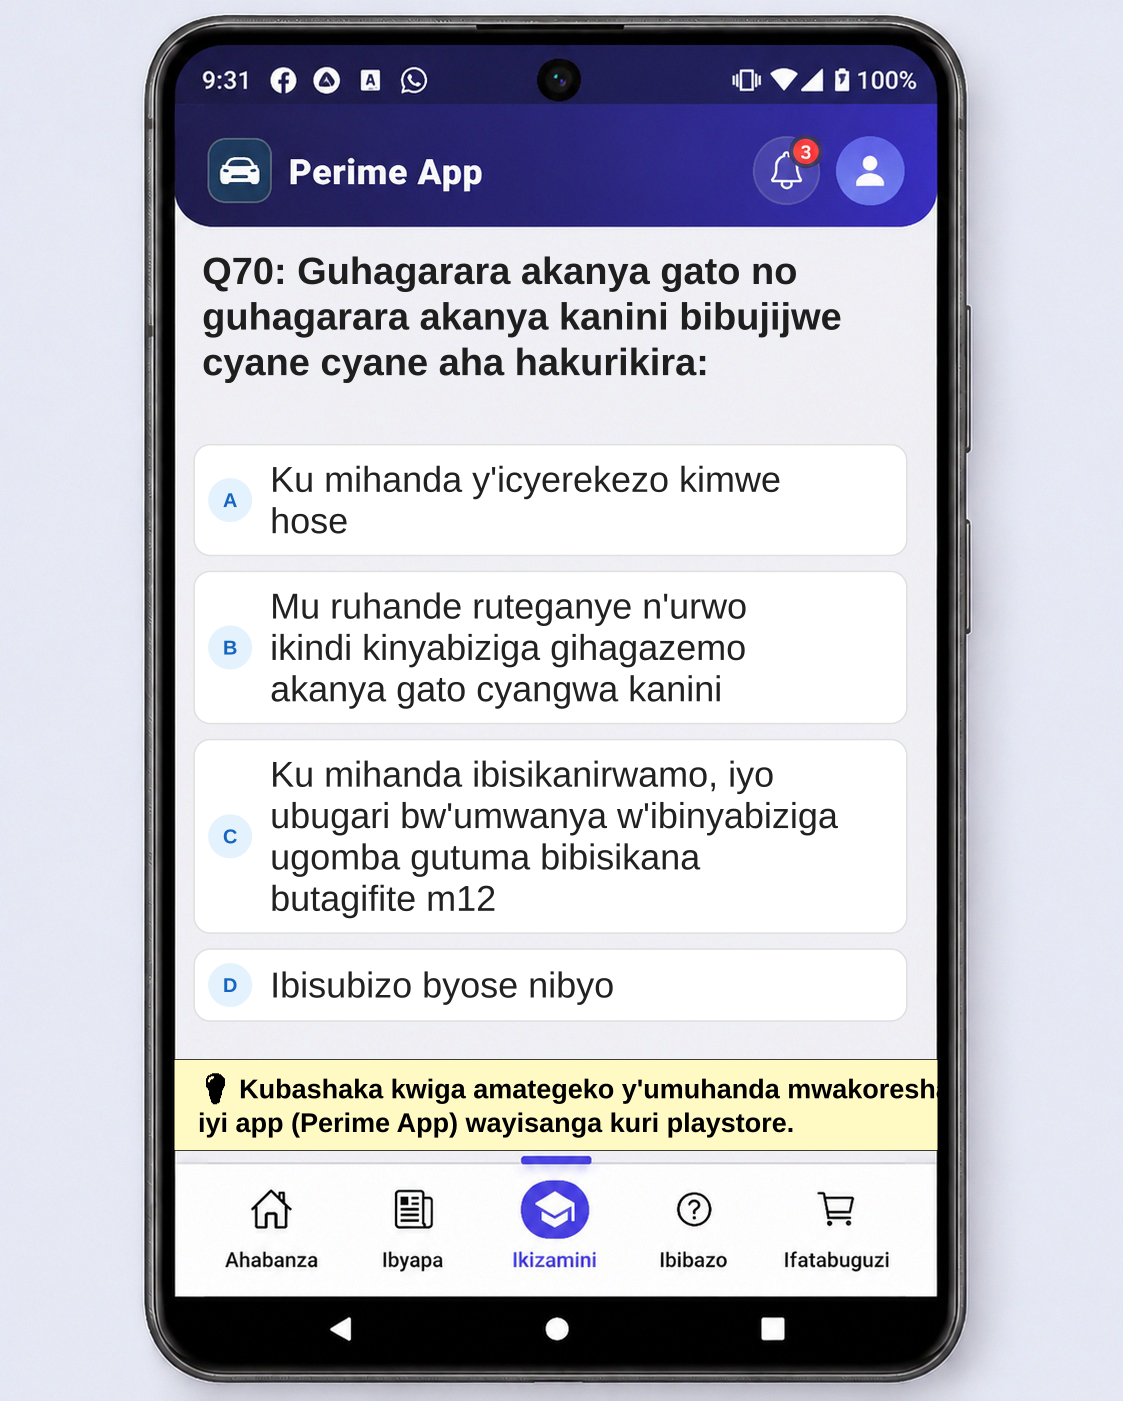 9:31
100%
Perime App
3
Q70: Guhagarara akanya gato no
guhagarara akanya kanini bibujijwe
cyane cyane aha hakurikira:
A
Ku mihanda y'icyerekezo kimwe
hose
B
Mu ruhande ruteganye n'urwo
ikindi kinyabiziga gihagazemo
akanya gato cyangwa kanini
C
Ku mihanda ibisikanirwamo, iyo
ubugari bw'umwanya w'ibinyabiziga
ugomba gutuma bibisikana
butagifite m12
D
Ibisubizo byose nibyo
Kubashaka kwiga amategeko y'umuhanda mwakoresha
iyi app (Perime App) wayisanga kuri playstore.
Ahabanza
Ibyapa
Ikizamini
Ibibazo
Ifatabuguzi